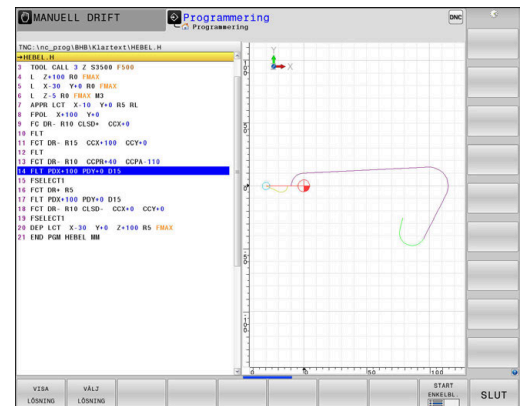 MANUELL DRIFT
Programmering
Programmering
DNC
TNC:\nc_prog\BHB\Klartext\HEBEL.H
→HEBEL.H
3 TOOL CALL 3 Z S3500 F500
4 L Z+100 R0 FMAX
5 L X-30 Y+0 R0 FMAX
6 L Z-5 R0 FMAX M3
7 APPR LCT X-10 Y+0 R5 RL
8 FPOL X+100 Y+0
9 FC DR- R10 CLSD+ CCX+0
10 FLT
11 FCT DR- R15 CCX+100 CCY+0
12 FLT
13 FCT DR- R10 CCPR+40 CCPA-110
14 FLT PDX+100 PDY+0 D15
15 FSELECT1
16 FCT DR+ R5
17 FLT PDX+100 PDY+0 D15
18 FCT DR- R10 CLSD- CCX+0 CCY+0
19 FSELECT1
20 DEP LCT X-30 Y+0 Z+100 R5 FMAX
21 END PGM HEBEL MM
Y
X
0
50
100
VISA
LÖSNING
VÄLJ
LÖSNING
START
ENKELBL.
SLUT